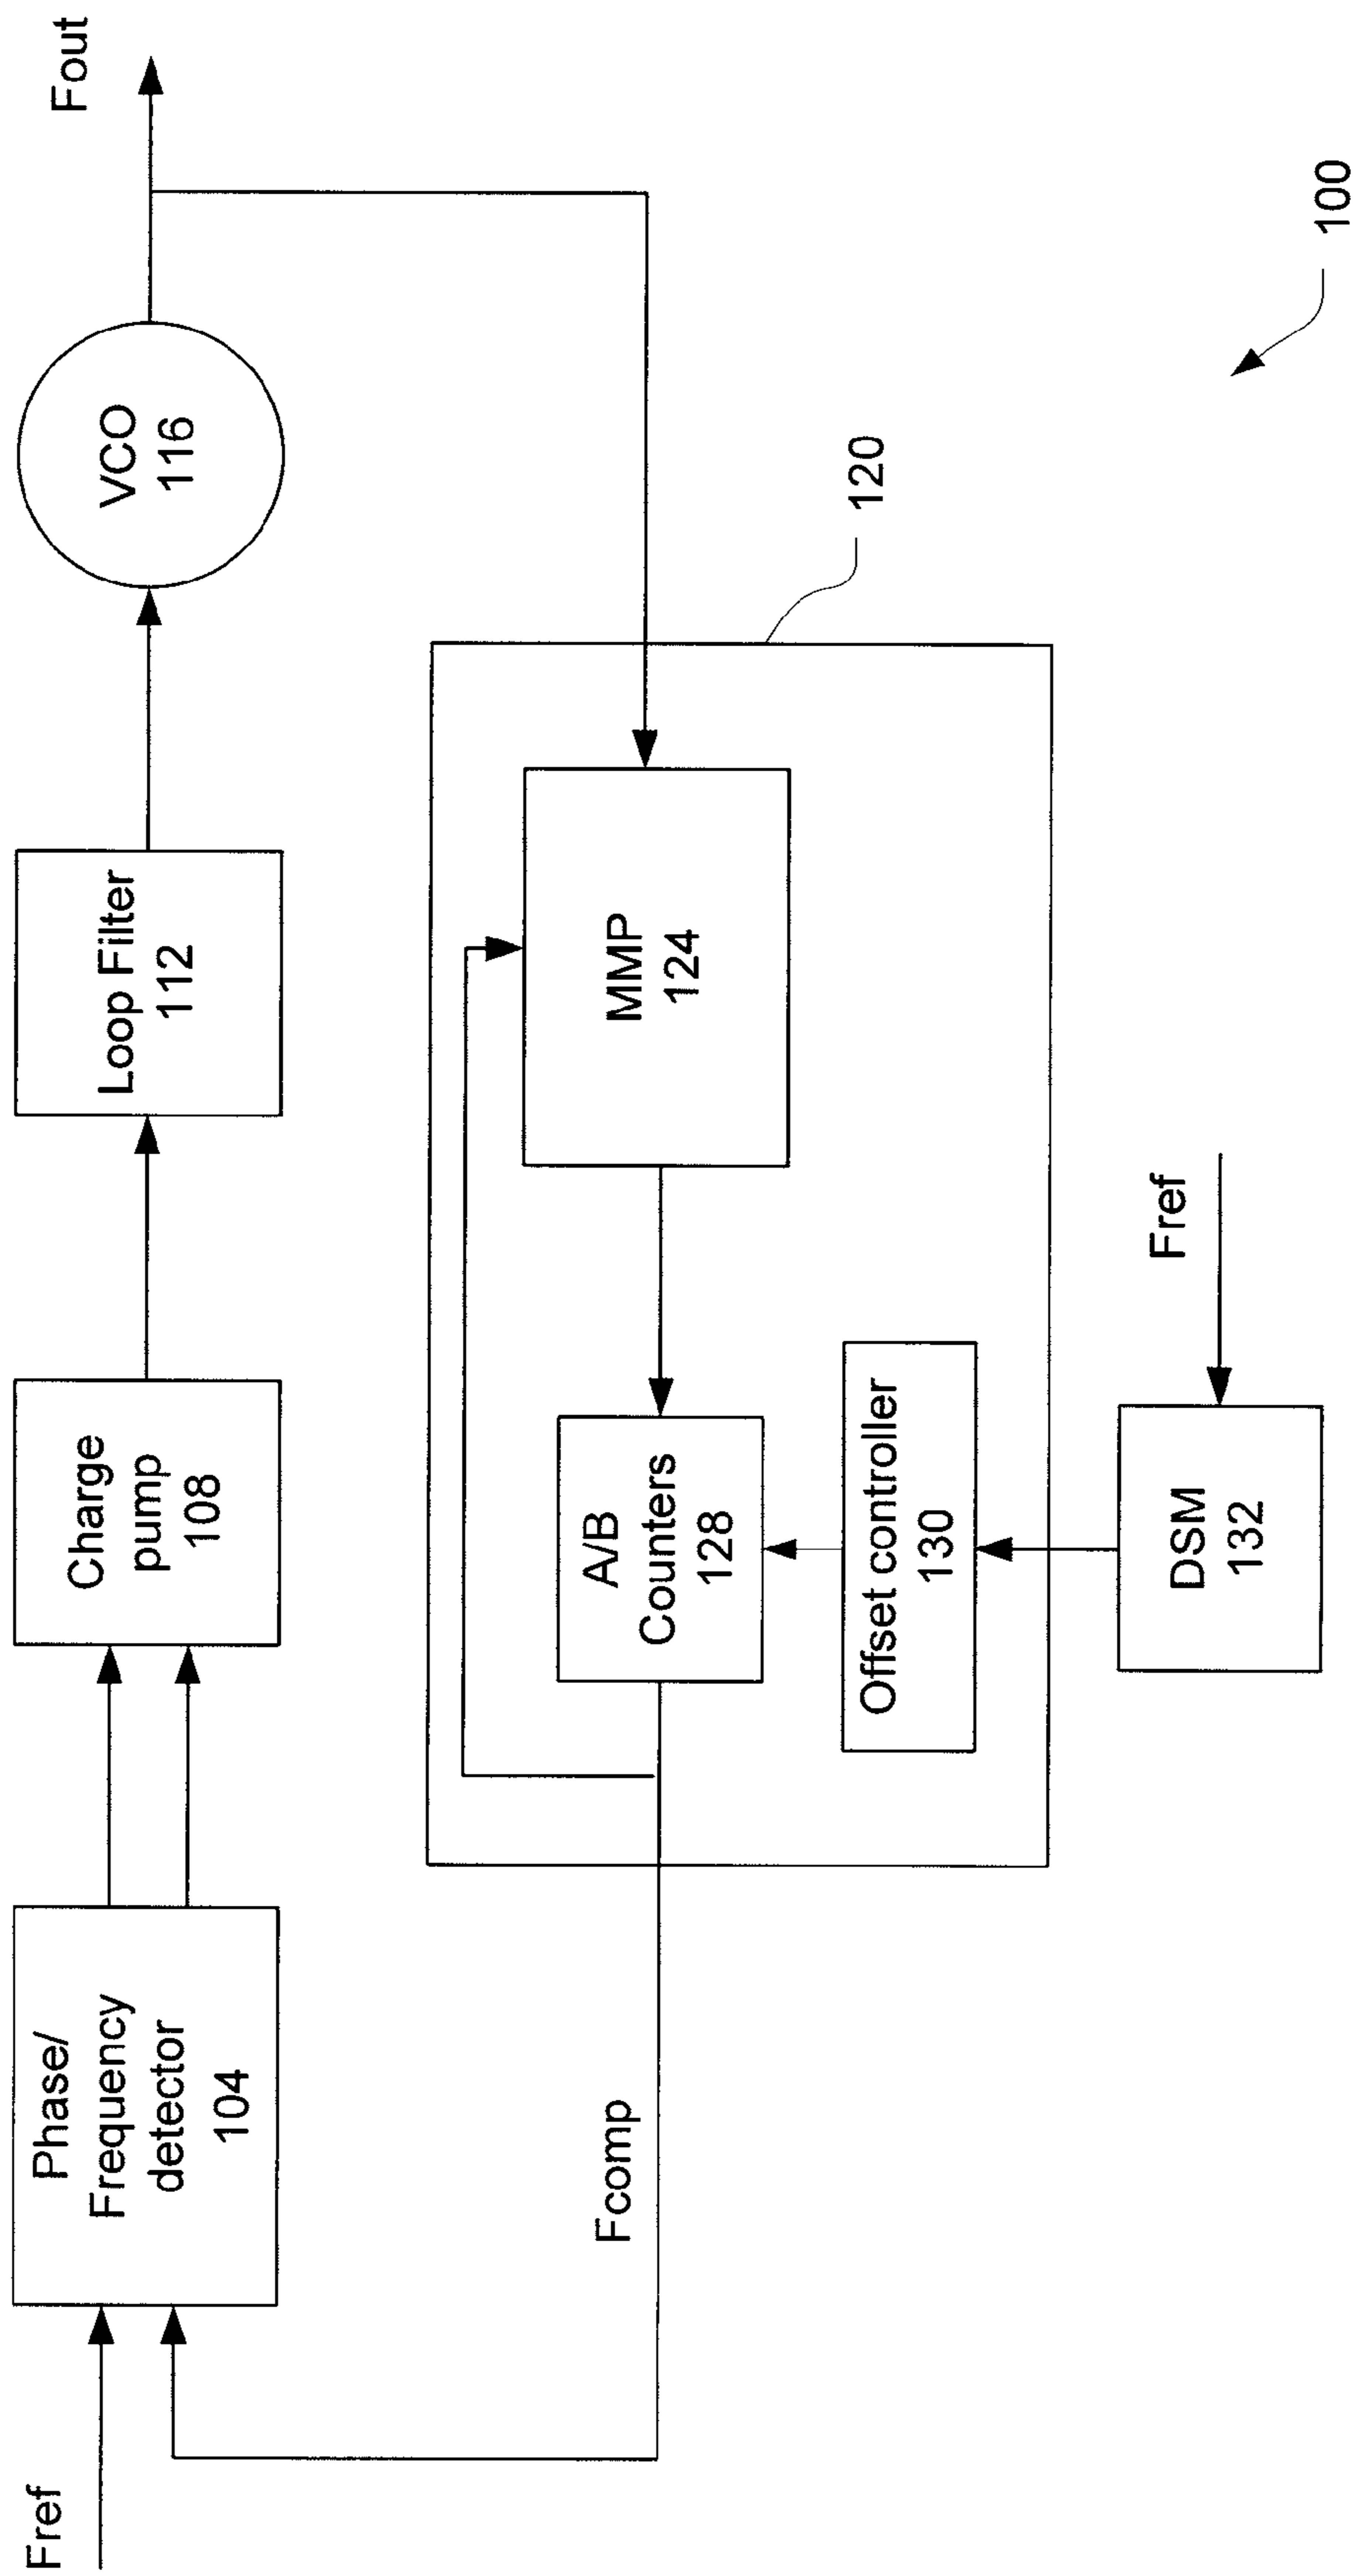 Fref
Phase/
Frequency
detector
104
Charge
pump
108
Loop Filter
112
VCO
116
Fout
Fcomp
A/B
Counters
128
MMP
124
120
Offset controller
130
DSM
132
Fref
100